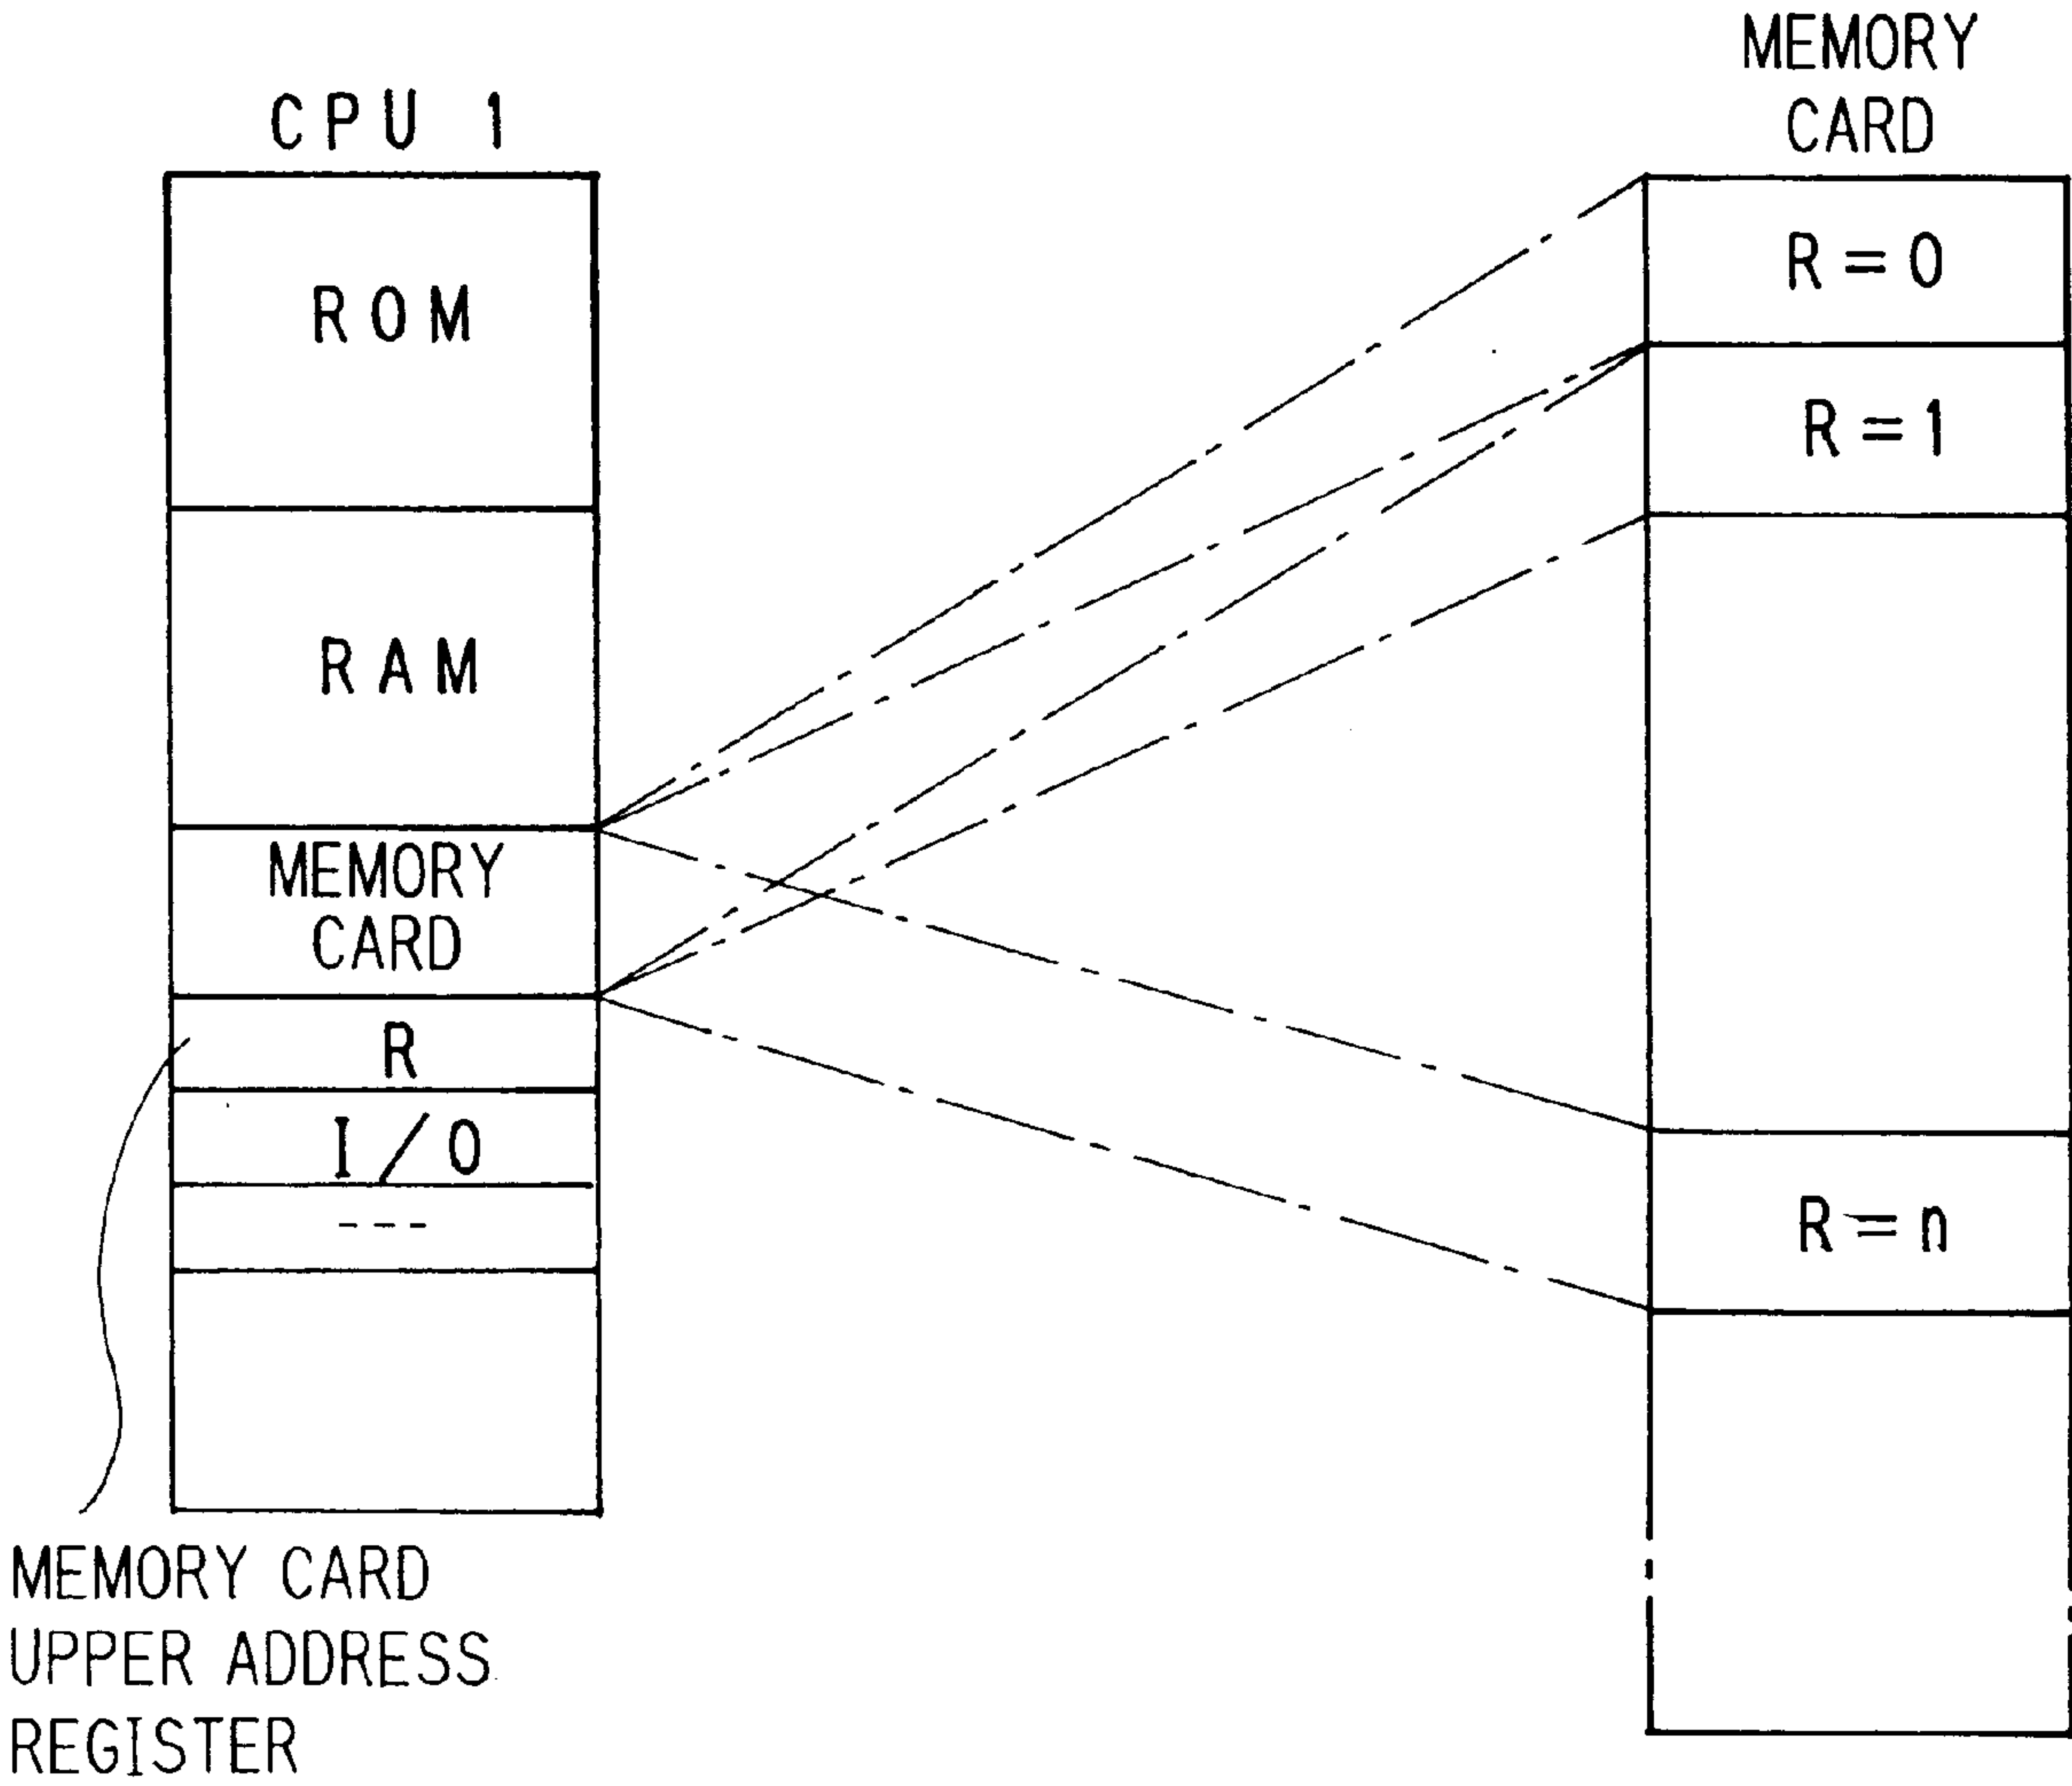 CPU 1
ROM
RAM
MEMORY
CARD
R
I/O
---
MEMORY CARD
UPPER ADDRESS
REGISTER
MEMORY
CARD
R=0
R=1
R=n